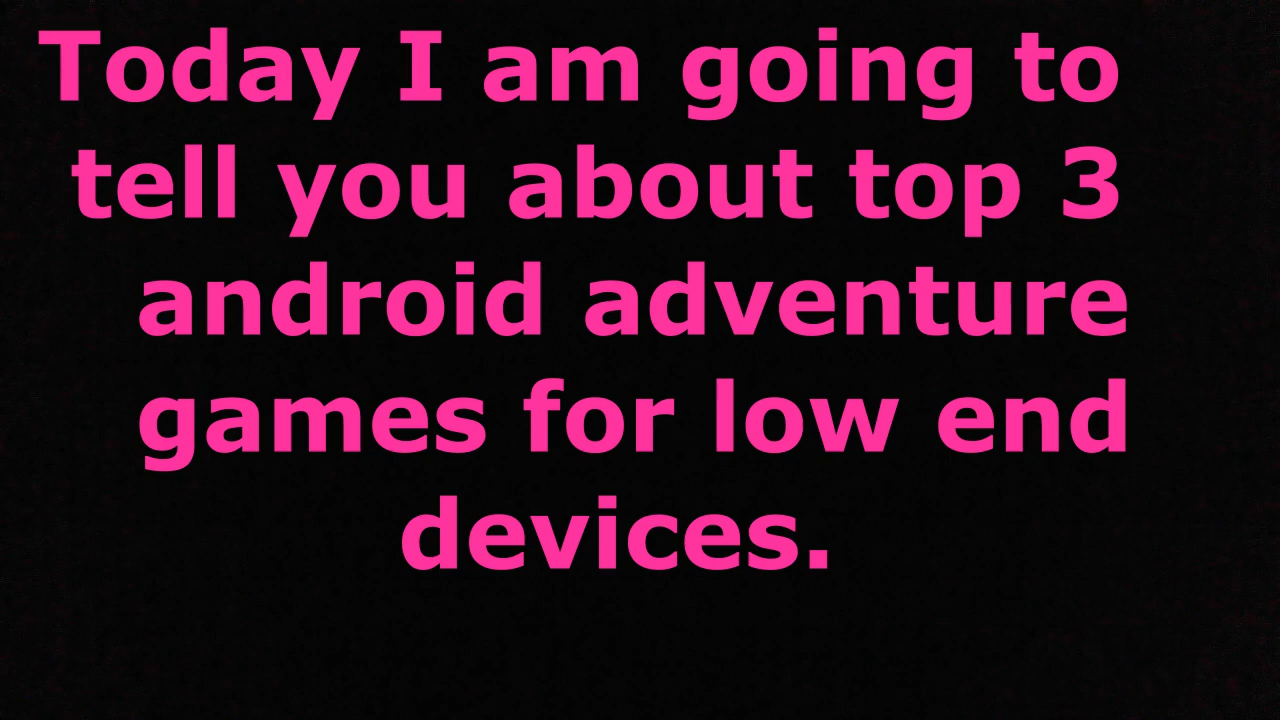 Today I am going to
tell you about top 3
android adventure
games for low end
devices.